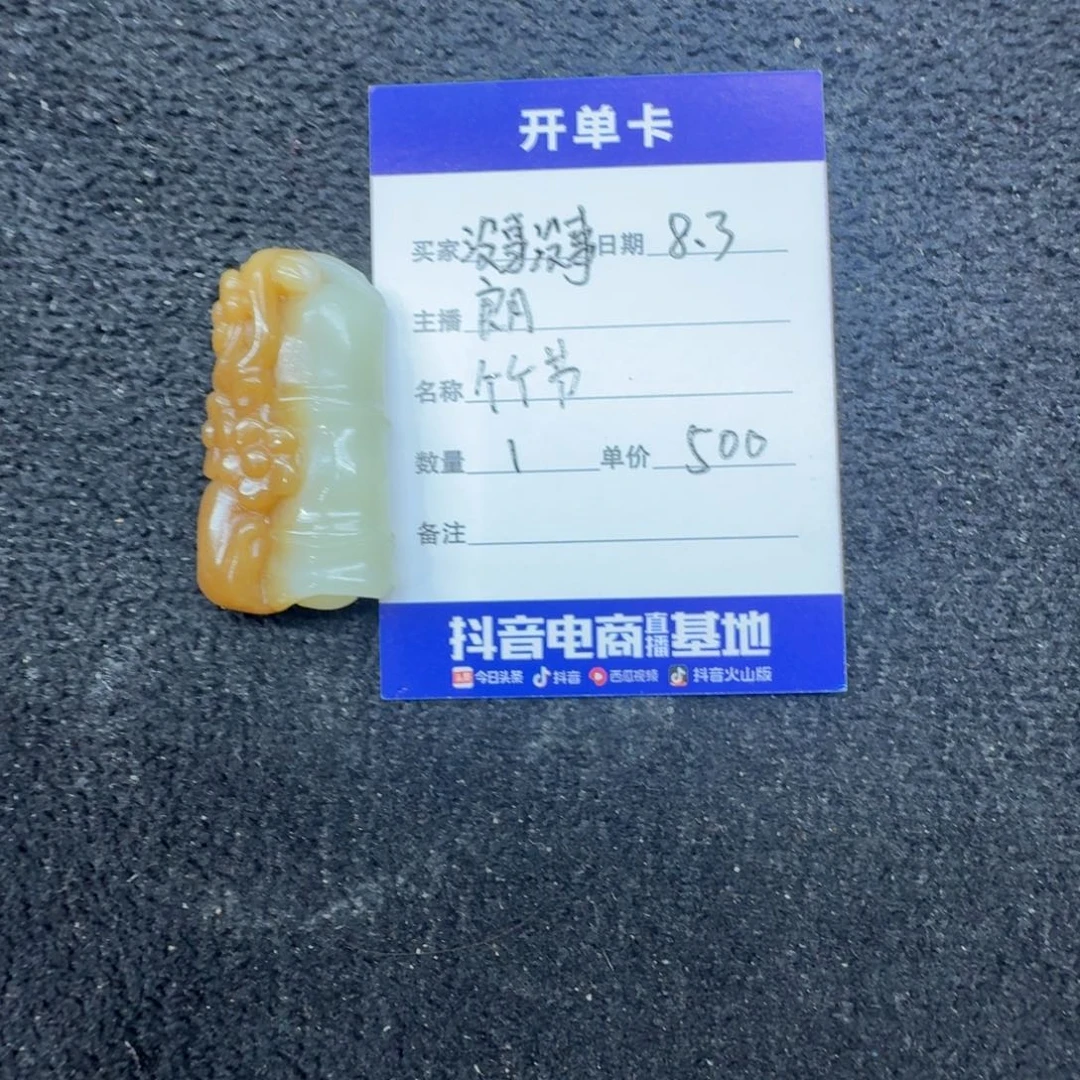 开单卡
买家 没事没事 日期 8.3
主播 朗
名称 竹节
数量 1 单价 500
备注
抖音电商直播基地
今日头条 抖音 西瓜视频 抖音火山版